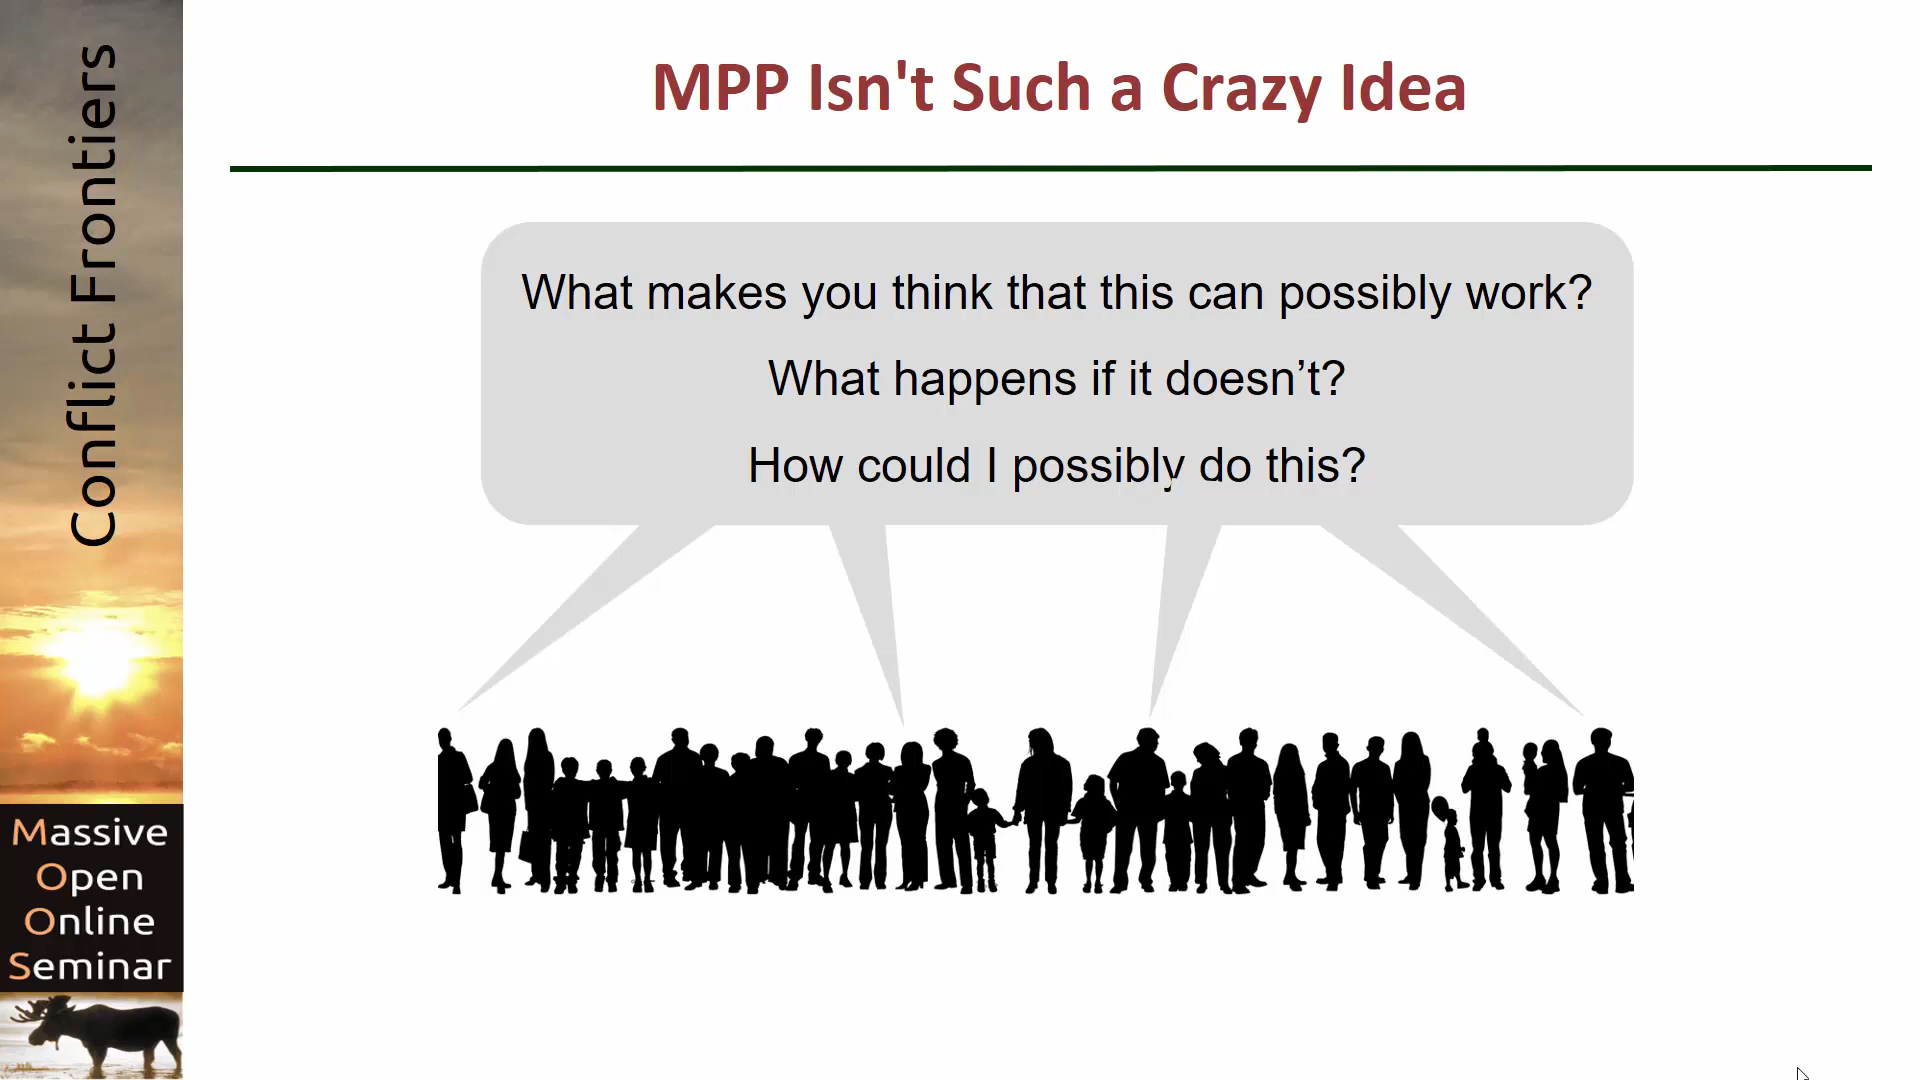 Conflict Frontiers
Massive
Open
Online
Seminar
MPP Isn't Such a Crazy Idea
What makes you think that this can possibly work?
What happens if it doesn’t?
How could I possibly do this?